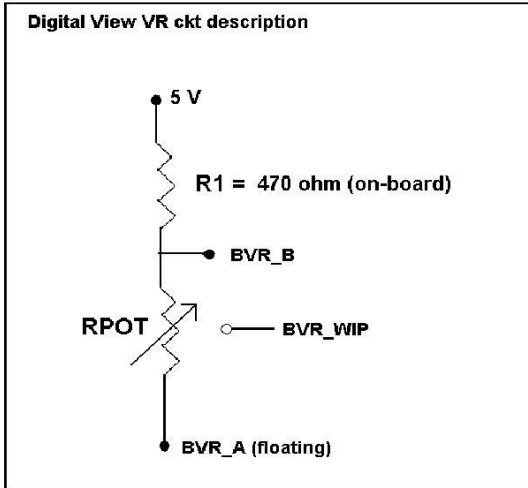 Digital View VR ckt description
5 V
R1 = 470 ohm (on-board)
BVR_B
RPOT
BVR_WIP
BVR_A (floating)